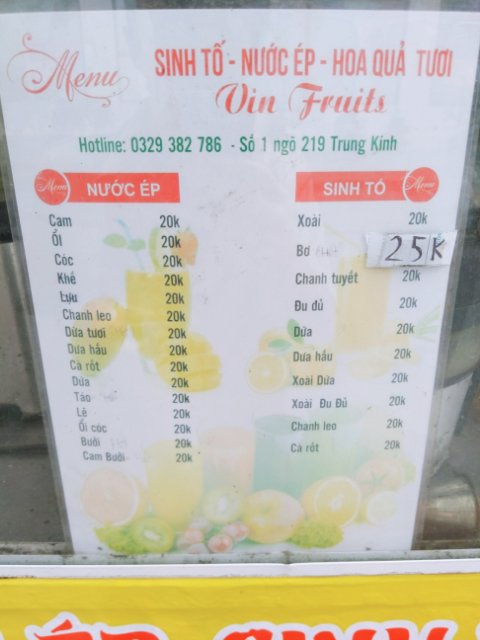 Menu
SINH TỐ - NƯỚC ÉP - HOA QUẢ TƯƠI
Vin Fruits
Hotline: 0329 382 786 - Số 1 ngõ 219 Trung Kính
Menu NƯỚC ÉP
Cam 20k
Ổi 20k
Cóc 20k
Khế 20k
Lựu 20k
Chanh leo 20k
Dừa tươi 20k
Dưa hấu 20k
Cà rốt 20k
Dứa 20k
Táo 20k
Lê 20k
Ổi cóc 20k
Bưởi 20k
Cam Bưởi 20k
SINH TỐ Menu
Xoài 20k
Bơ 25K
Chanh tuyết 20k
Đu đủ 20k
Dừa 20k
Dưa hấu 20k
Xoài Dừa 20k
Xoài Đu Đủ 20k
Chanh leo 20k
Cà rốt 20k